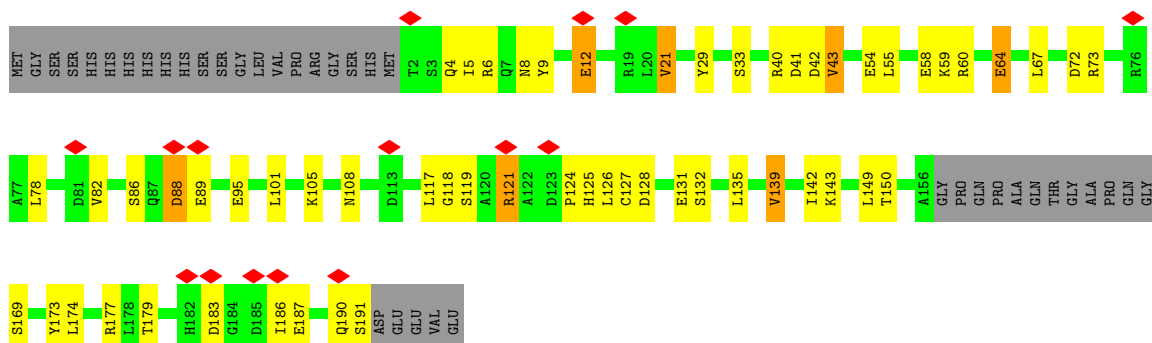 MET GLY SER SER HIS HIS HIS HIS HIS HIS SER SER GLY LEU VAL PRO ARG GLY SER HIS MET T2 S3 Q4 I5 R6 Q7 N8 Y9 E12 R19 L20 V21 Y29 S33 R40 D41 D42 V43 E54 L55 E58 K59 R60 E64 L67 D72 R73 R76
A77 L78 D81 V82 S86 Q87 D88 E89 E95 L101 K105 N108 D113 L117 G118 S119 A120 R121 A122 D123 P124 H125 L126 C127 D128 E131 S132 L135 V139 I142 K143 L149 T150 A156 GLY PRO GLN PRO ALA GLN THR GLY ALA PRO GLN GLY
S169 Y173 L174 R177 L178 T179 H182 D183 G184 D185 I186 E187 Q190 S191 ASP GLU GLU VAL GLU